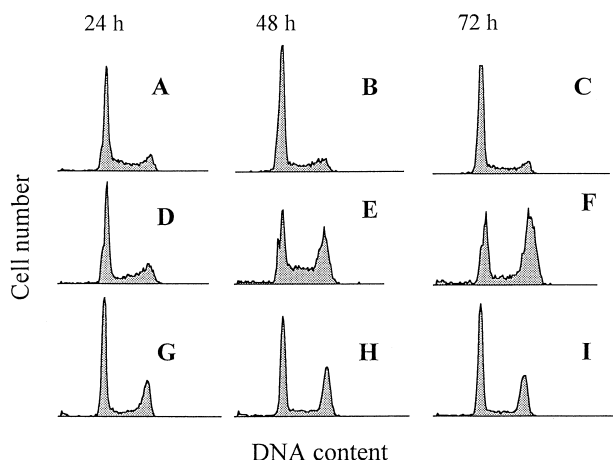 24 h 48 h 72 h
A B C
D E F
G H I
Cell number
DNA content